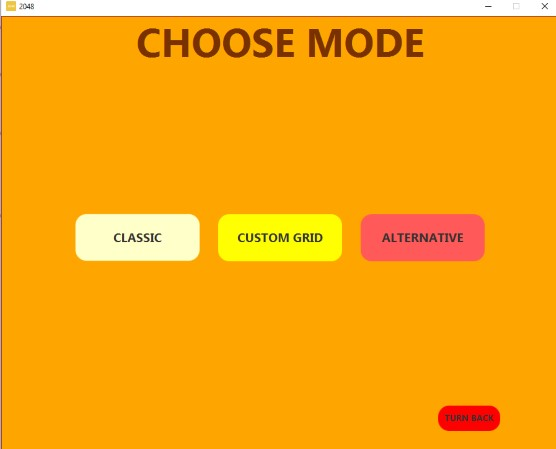 2048
CHOOSE MODE
CLASSIC
CUSTOM GRID
ALTERNATIVE
TURN BACK